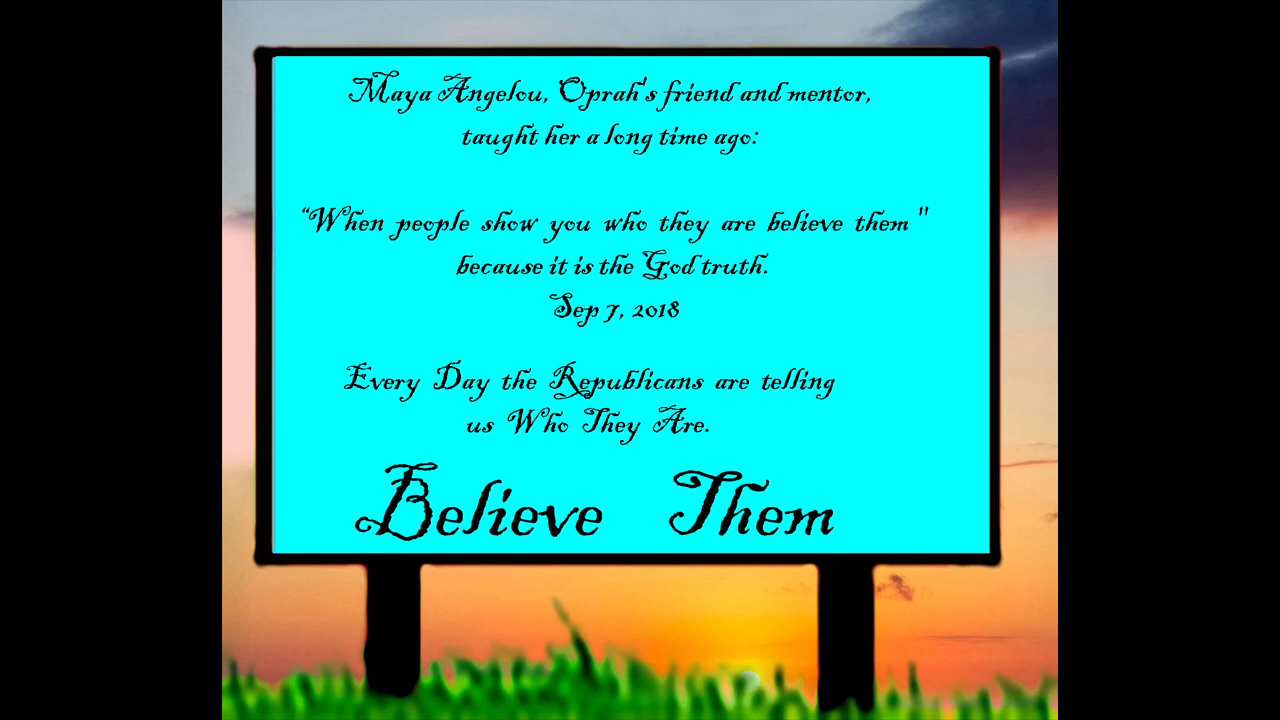 Maya Angelou, Oprah's friend and mentor,
taught her a long time ago:
“When people show you who they are believe them"
because it is the God truth.
Sep 7, 2018
Every Day the Republicans are telling
us Who They Are.
Believe Them